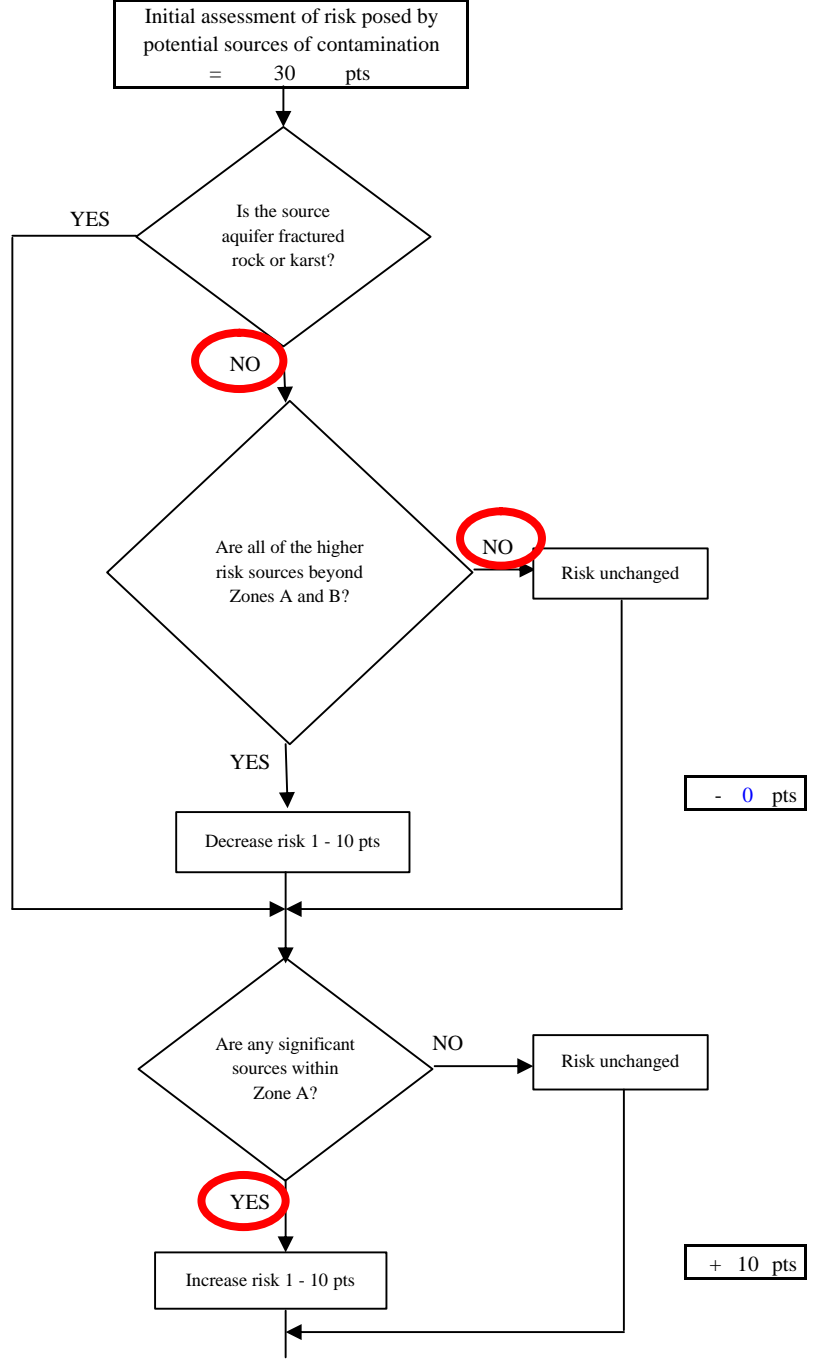 Initial assessment of risk posed by
potential sources of contamination
= 30 pts
YES
Is the source
aquifer fractured
rock or karst?
NO
Are all of the higher
risk sources beyond
Zones A and B?
NO
Risk unchanged
YES
- 0 pts
Decrease risk 1 - 10 pts
Are any significant
sources within
Zone A?
NO
Risk unchanged
YES
+ 10 pts
Increase risk 1 - 10 pts